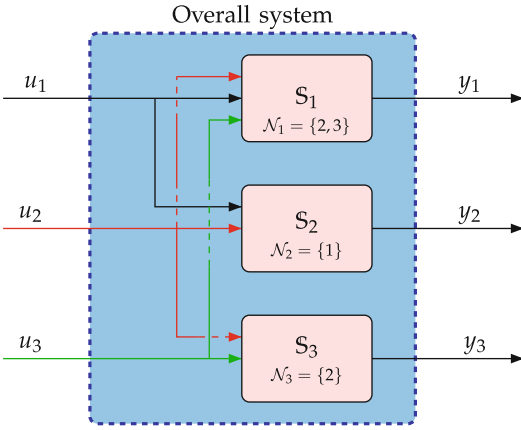 Overall system
u₁
𝕊₁
𝒩₁ = {2, 3}
y₁
u₂
𝕊₂
𝒩₂ = {1}
y₂
u₃
𝕊₃
𝒩₃ = {2}
y₃